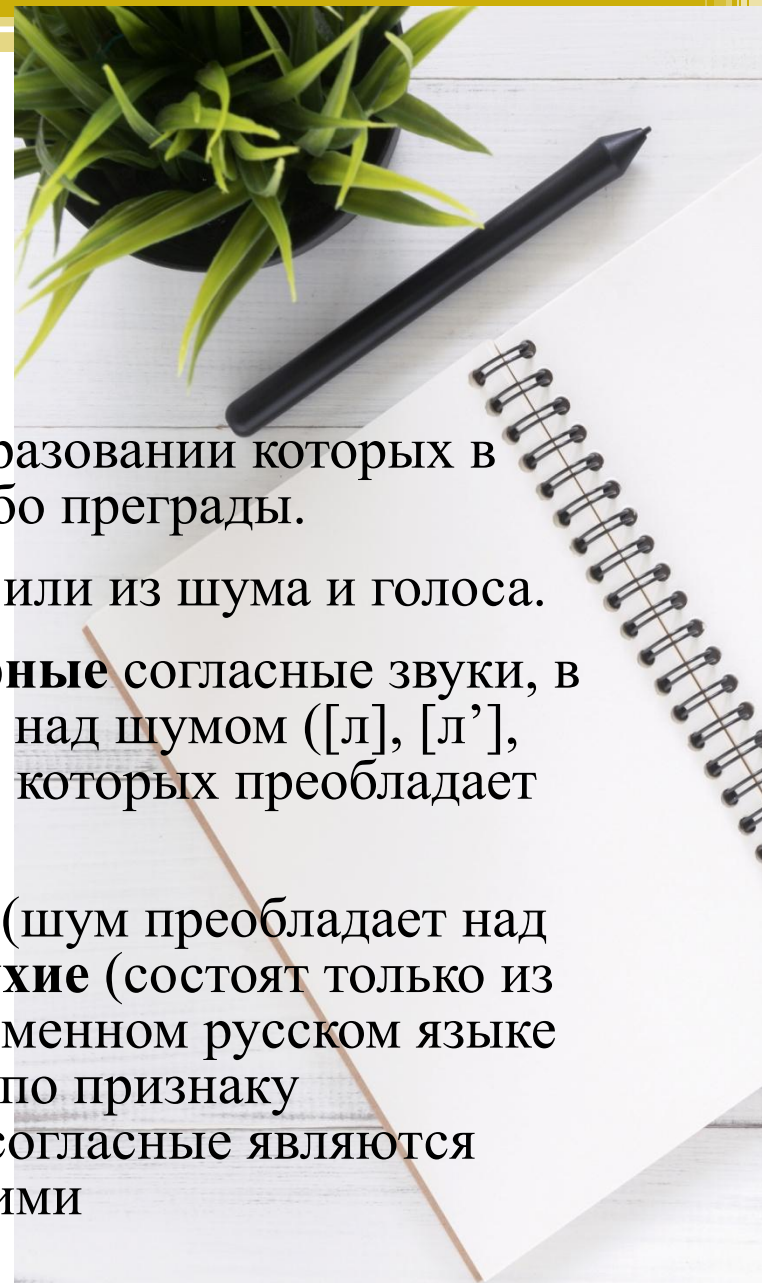 разовании которых в
бо преграды.
или из шума и голоса.
ные согласные звуки, в
над шумом ([л], [л’],
которых преобладает
(шум преобладает над
хие (состоят только из
менном русском языке
по признаку
согласные являются
ими